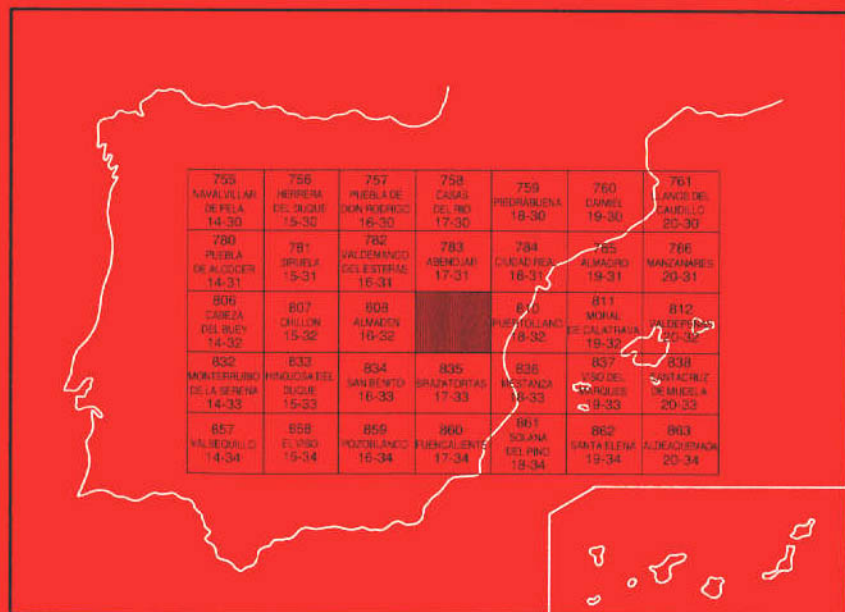 755
NAVALVILLAR
DE PELA
14-30
756
HERRERA
DEL DUQUE
15-30
757
PUEBLA DE
DON RODRIGO
16-30
758
CASAS
DEL RIO
17-30
759
PIEDRABUENA
18-30
760
DAIMIEL
19-30
761
LLANOS DEL
CAUDILLO
20-30
780
PUEBLA
DE ALCOCER
14-31
781
SIRUELA
15-31
782
VALDEMANCO
DEL ESTERAS
16-31
783
ABENOJAR
17-31
784
CIUDAD REAL
18-31
785
ALMAGRO
19-31
786
MANZANARES
20-31
806
CABEZA
DEL BUEY
14-32
807
CHILLON
15-32
808
ALMADEN
16-32
810
PUERTOLLANO
18-32
811
MORAL
DE CALATRAVA
19-32
812
VALDEPEÑAS
20-32
832
MONTERRUBIO
DE LA SERENA
14-33
833
HINOJOSA DEL
DUQUE
15-33
834
SAN BENITO
16-33
835
BRAZATORTAS
17-33
836
MESTANZA
18-33
837
VISO DEL
MARQUES
19-33
838
SANTA CRUZ
DE MUDELA
20-33
857
VALSEQUILLO
14-34
858
EL VISO
15-34
859
POZOBLANCO
16-34
860
FUENCALIENTE
17-34
861
SOLANA
DEL PINO
18-34
862
SANTA ELENA
19-34
863
ALDEAQUEMADA
20-34